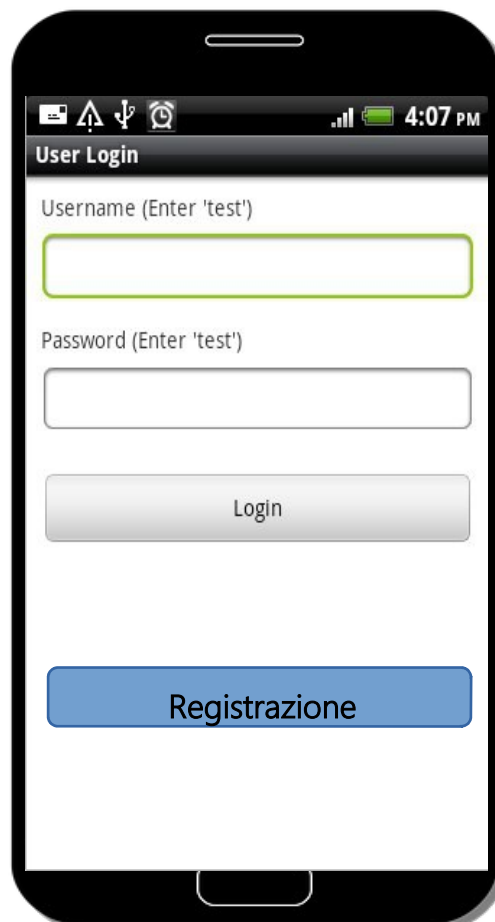 4:07 PM
User Login
Username (Enter 'test')
Password (Enter 'test')
Login
Registrazione